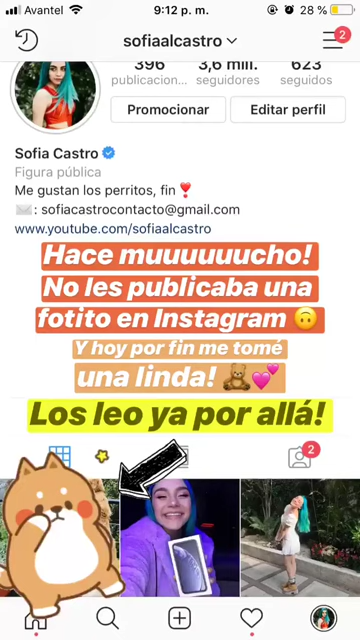 Avantel 9:12 p. m. 28 %
sofiaalcastro 2
396 3,6 mill. 623
publicacion... seguidores seguidos
Promocionar Editar perfil
Sofia Castro
Figura pública
Me gustan los perritos, fin❣️
✉️: sofiacastrocontacto@gmail.com
www.youtube.com/sofiaalcastro
Hace muuuuuucho!
No les publicaba una
fotito en Instagram 🙃
Y hoy por fin me tomé
una linda! 🧸💕
Los leo ya por allá!
2